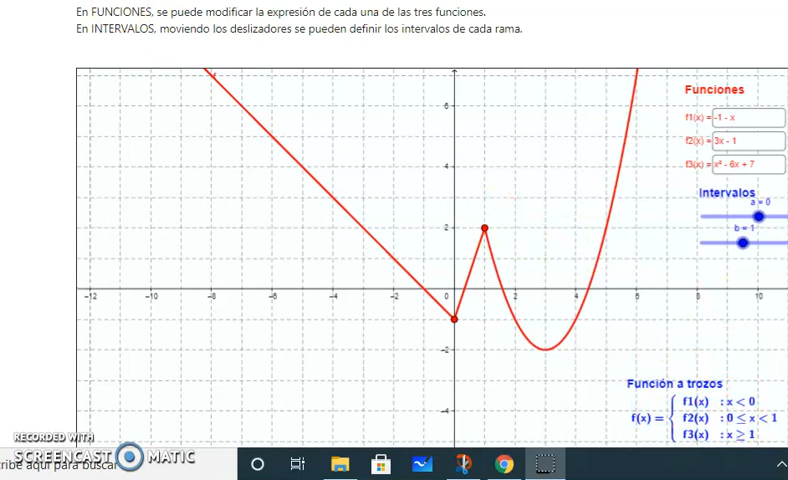 En FUNCIONES, se puede modificar la expresión de cada una de las tres funciones.
En INTERVALOS, moviendo los deslizadores se pueden definir los intervalos de cada rama.
Funciones
f1(x) = -1 - x
f2(x) = 3x - 1
f3(x) = x² - 6x + 7
Intervalos
a = 0
b = 1
6
4
2
-12 -10 -8 -6 -4 -2 0 2 4 6 8 10
-2
-4
Función a trozos
f(x) = { f1(x) : x < 0
f2(x) : 0 ≤ x < 1
f3(x) : x ≥ 1
RECORDED WITH
SCREENCAST MATIC
ribe aquí para buscar